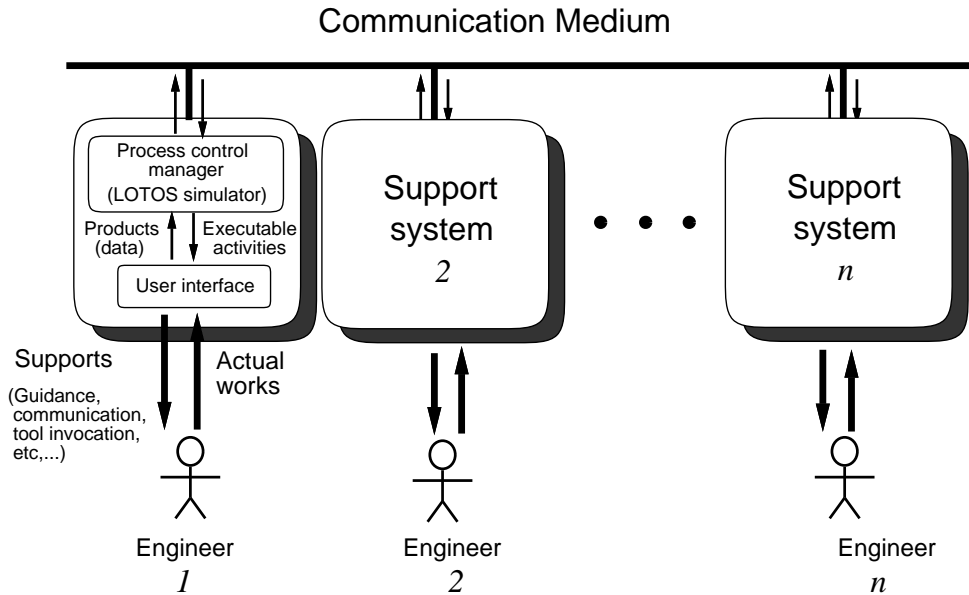 Communication Medium
Process control
manager
(LOTOS simulator)
Products
(data)
Executable
activities
User interface
Support
system
2
Support
system
n
Supports
(Guidance,
communication,
tool invocation,
etc,...)
Actual
works
Engineer
1
Engineer
2
Engineer
n